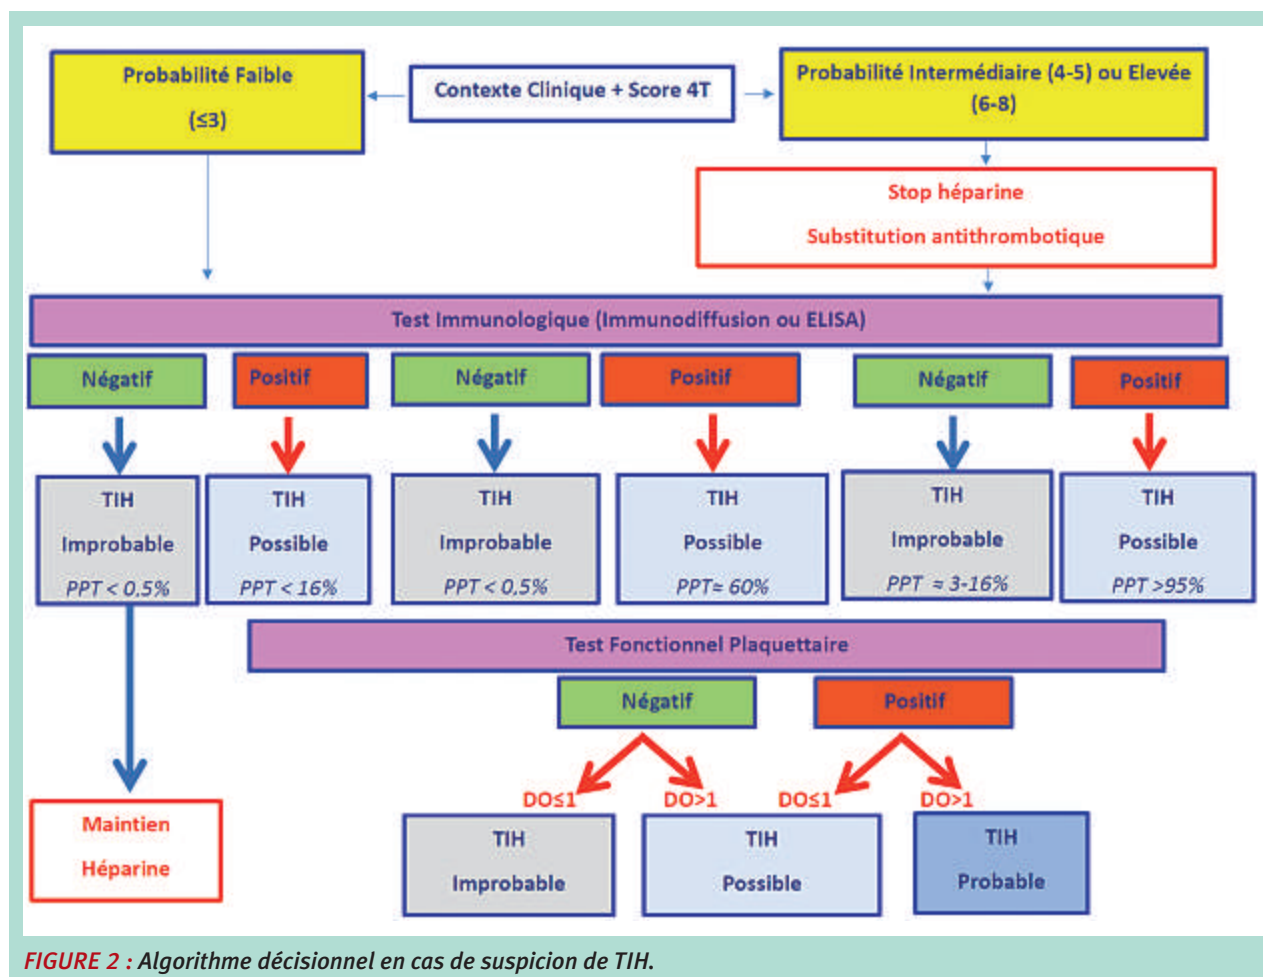 Probabilité Faible
(≤3)
Contexte Clinique + Score 4T
Probabilité Intermédiaire (4-5) ou Elevée
(6-8)
Stop héparine
Substitution antithrombotique
Test Immunologique (Immunodiffusion ou ELISA)
Négatif
Positif
Négatif
Positif
Négatif
Positif
TIH
Improbable
PPT < 0.5%
TIH
Possible
PPT < 16%
TIH
Improbable
PPT < 0,5%
TIH
Possible
PPT≈ 60%
TIH
Improbable
PPT ≈ 3-16%
TIH
Possible
PPT >95%
Test Fonctionnel Plaquettaire
Négatif
Positif
DO≤1
DO>1
DO≤1
DO>1
Maintien
Héparine
TIH
Improbable
TIH
Possible
TIH
Probable
FIGURE 2 : Algorithme décisionnel en cas de suspicion de TIH.